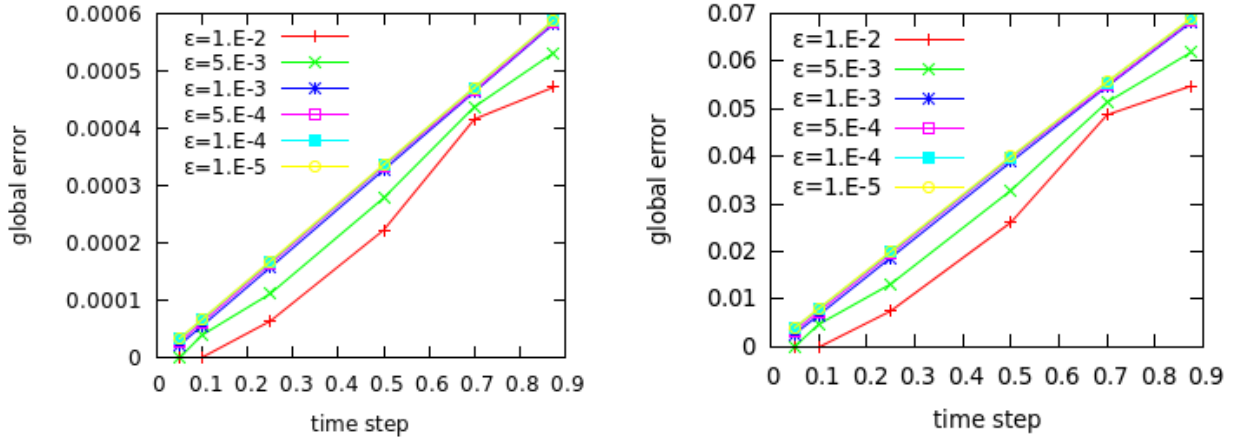 0.0006
0.0005
0.0004
0.0003
0.0002
0.0001
0
global error
ε=1.E-2
ε=5.E-3
ε=1.E-3
ε=5.E-4
ε=1.E-4
ε=1.E-5
0 0.1 0.2 0.3 0.4 0.5 0.6 0.7 0.8 0.9
time step
0.07
0.06
0.05
0.04
0.03
0.02
0.01
0
global error
ε=1.E-2
ε=5.E-3
ε=1.E-3
ε=5.E-4
ε=1.E-4
ε=1.E-5
0 0.1 0.2 0.3 0.4 0.5 0.6 0.7 0.8 0.9
time step